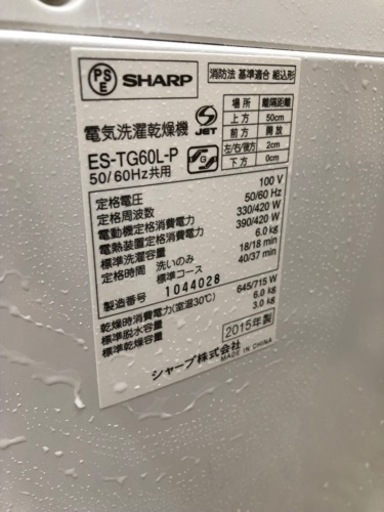 PSE
SHARP
消防法 基準適合 組込形
場所 離隔距離
上方 50cm
前方 開放
左/右/後方 2cm
下方 0cm
電気洗濯乾燥機
S JET
G
ES-TG60L-P
50/60Hz共用
定格電圧 100 V
定格周波数 50/60 Hz
電動機定格消費電力 330/420 W
電熱装置定格消費電力 390/420 W
標準洗濯容量 6.0 kg
定格時間 洗いのみ 18/18 min
標準コース 40/37 min
製造番号 1044028
乾燥時消費電力(室温30℃) 645/715 W
標準脱水容量 6.0 kg
標準乾燥容量 3.0 kg
2015年製
シャープ株式会社
MADE IN CHINA